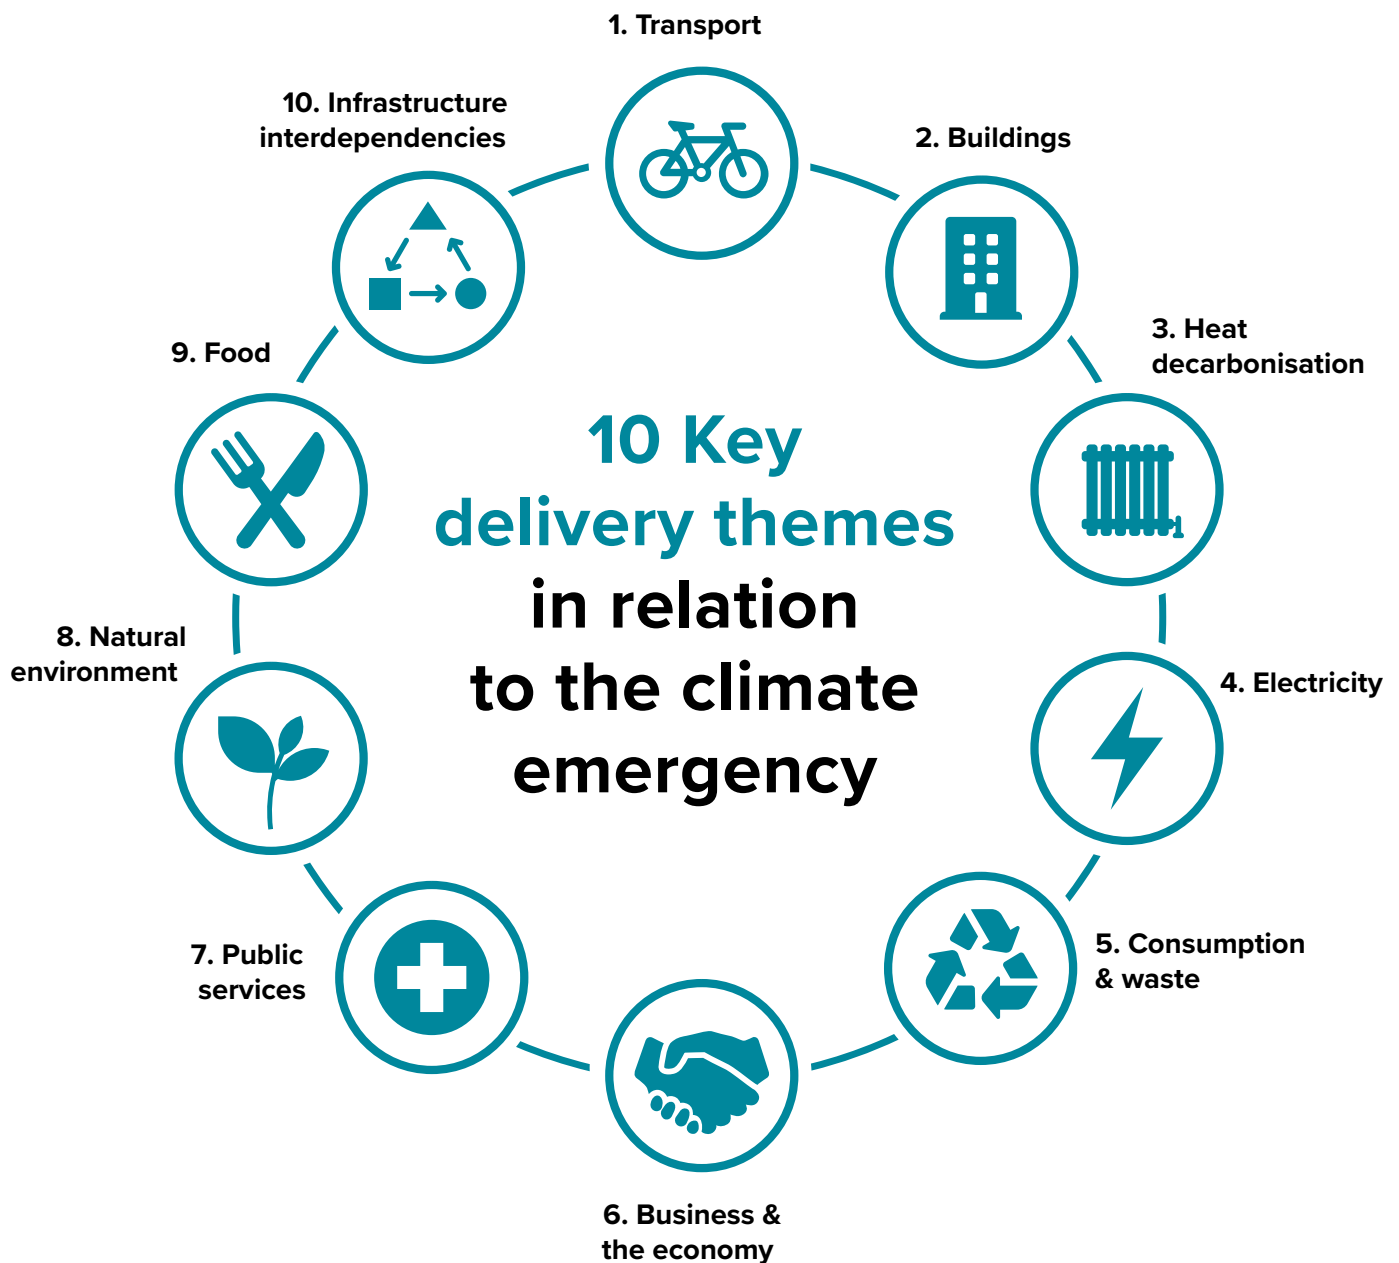 1. Transport
2. Buildings
3. Heat
decarbonisation
4. Electricity
5. Consumption
& waste
6. Business &
the economy
7. Public
services
8. Natural
environment
9. Food
10. Infrastructure
interdependencies
10 Key
delivery themes
in relation
to the climate
emergency